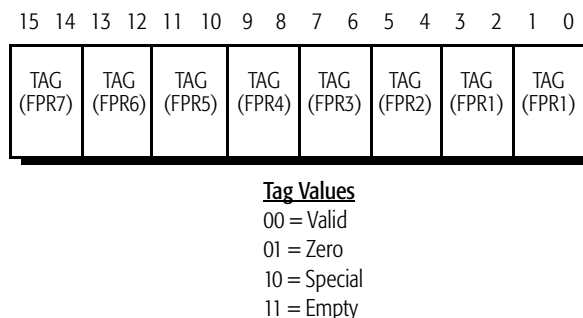 15 14 13 12 11 10 9 8 7 6 5 4 3 2 1 0
TAG TAG TAG TAG TAG TAG TAG TAG
(FPR7) (FPR6) (FPR5) (FPR4) (FPR3) (FPR2) (FPR1) (FPR1)
Tag Values
00 = Valid
01 = Zero
10 = Special
11 = Empty